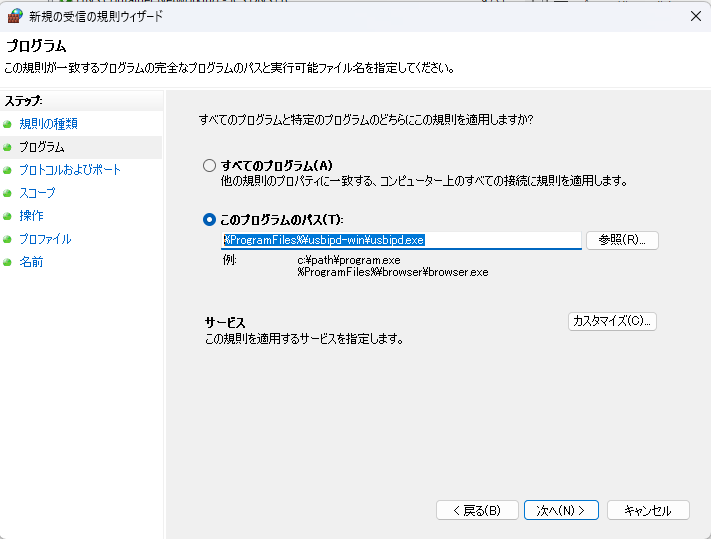 新規の受信の規則ウィザード
プログラム
この規則が一致するプログラムの完全なプログラムのパスと実行可能ファイル名を指定してください。
ステップ:
規則の種類
プログラム
プロトコルおよびポート
スコープ
操作
プロファイル
名前
すべてのプログラムと特定のプログラムのどちらにこの規則を適用しますか?
すべてのプログラム(A)
他の規則のプロパティに一致する、コンピューター上のすべての接続に規則を適用します。
このプログラムのパス(T):
%ProgramFiles%¥usbipd-win¥usbipd.exe
参照(R)...
例:
c:¥path¥program.exe
%ProgramFiles%¥browser¥browser.exe
サービス
この規則を適用するサービスを指定します。
カスタマイズ(C)...
< 戻る(B)
次へ(N) >
キャンセル